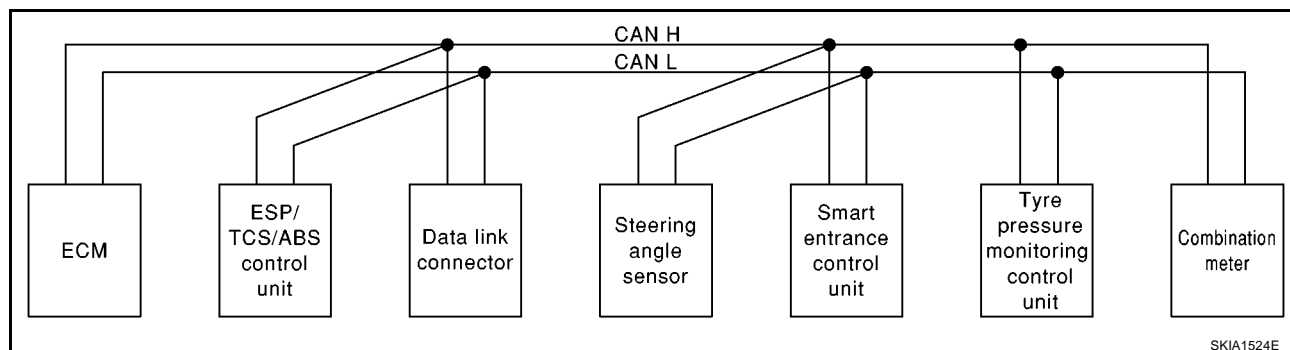 CAN H
CAN L
ECM
ESP/
TCS/ABS
control
unit
Data link
connector
Steering
angle
sensor
Smart
entrance
control
unit
Tyre
pressure
monitoring
control
unit
Combination
meter
SKIA1524E